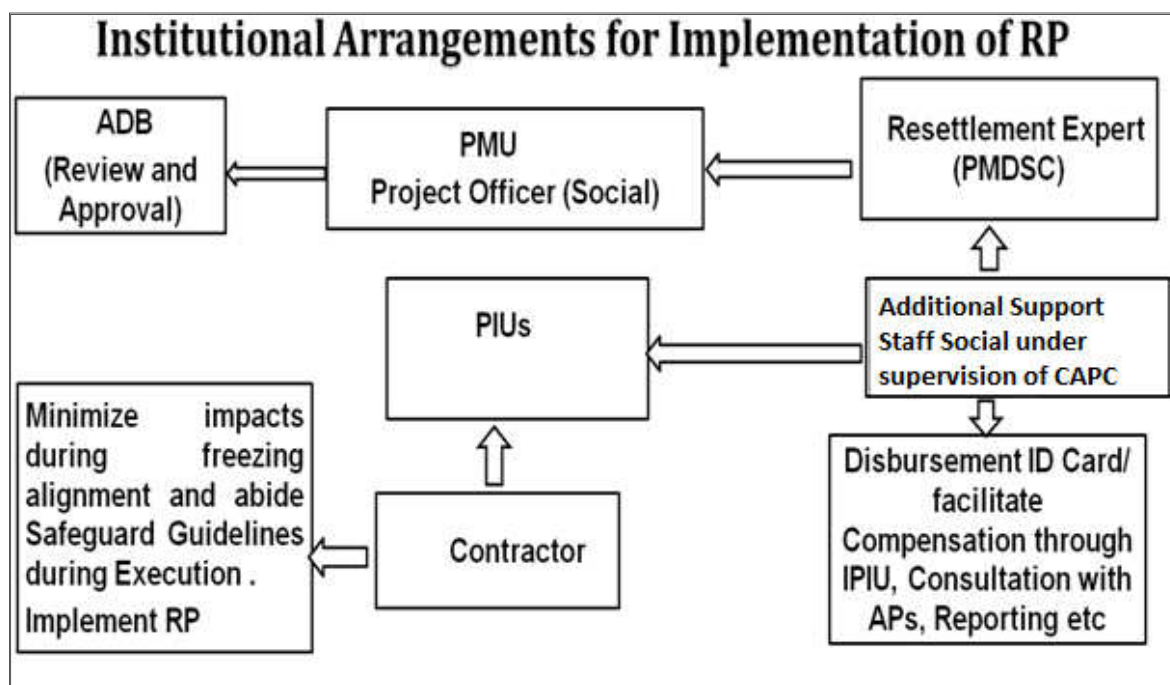 Institutional Arrangements for Implementation of RP
ADB
(Review and
Approval)
PMU
Project Officer (Social)
Resettlement Expert
(PMDSC)
PIUs
Additional Support
Staff Social under
supervision of CAPC
Minimize impacts
during freezing
alignment and abide
Safeguard Guidelines
during Execution .
Implement RP
Contractor
Disbursement ID Card/
facilitate
Compensation through
IPIU, Consultation with
APs, Reporting etc